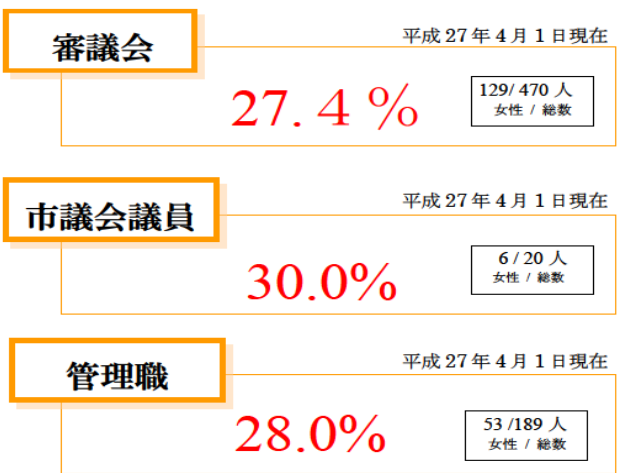 審議会
平成 27 年 4 月 1 日現在
27. 4 %
129/ 470 人
女性 / 総数
市議会議員
平成 27 年 4 月 1 日現在
30.0%
6 / 20 人
女性 / 総数
管理職
平成 27 年 4 月 1 日現在
28.0%
53 /189 人
女性 / 総数